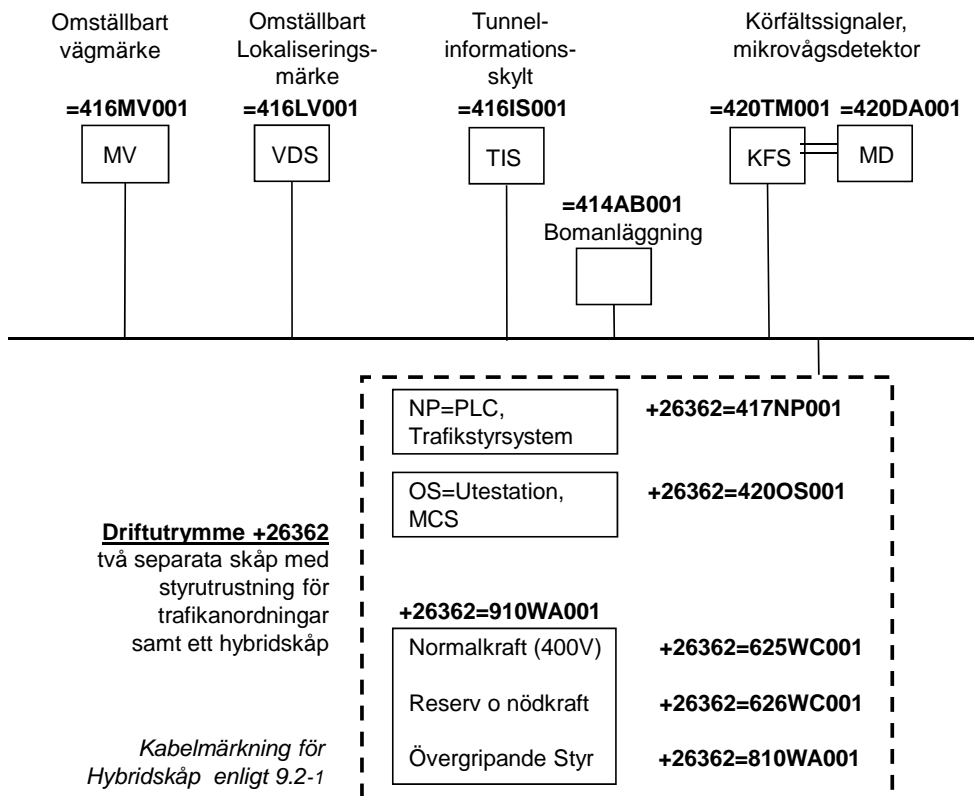 Omställbart
vägmärke
Omställbart
Lokaliserings-
märke
Tunnel-
informations-
skylt
Körfältssignaler,
mikrovågsdetektor
=416MV001
=416LV001
=416IS001
=420TM001 =420DA001
MV
VDS
TIS
KFS
MD
=414AB001
Bomanläggning
NP=PLC,
Trafikstyrsystem
+26362=417NP001
OS=Utestation,
MCS
+26362=420OS001
Driftutrymme +26362
två separata skåp med
styrutrustning för
trafikanordningar
samt ett hybridskåp
+26362=910WA001
Normalkraft (400V)
+26362=625WC001
Reserv o nödkraft
+26362=626WC001
Övergripande Styr
+26362=810WA001
Kabelmärkning för
Hybridskåp enligt 9.2-1